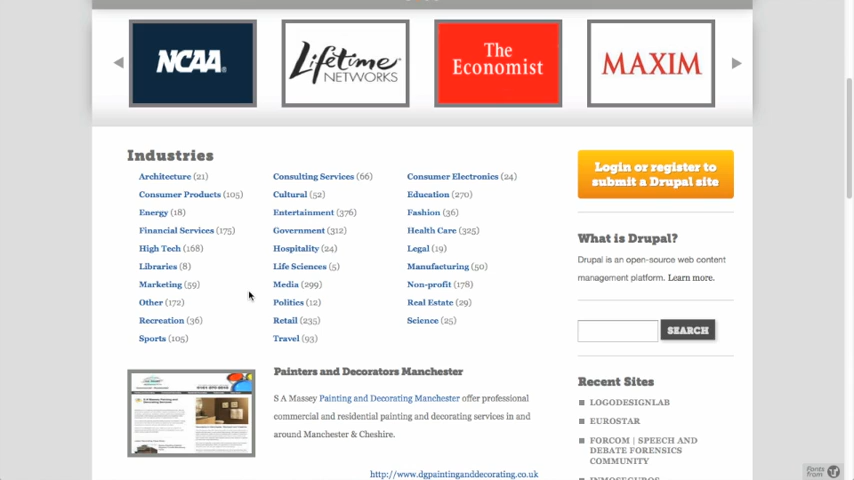 NCAA®
Lifetime
NETWORKS
The
Economist
MAXIM
Industries
Architecture (21)
Consulting Services (66)
Consumer Electronics (24)
Consumer Products (105)
Cultural (52)
Education (270)
Energy (18)
Entertainment (376)
Fashion (36)
Financial Services (175)
Government (312)
Health Care (325)
High Tech (168)
Hospitality (24)
Legal (19)
Libraries (8)
Life Sciences (5)
Manufacturing (50)
Marketing (59)
Media (299)
Non-profit (178)
Other (172)
Politics (12)
Real Estate (29)
Recreation (36)
Retail (235)
Science (25)
Sports (105)
Travel (93)
Painters and Decorators Manchester
S A Massey Painting and Decorating Manchester offer professional
commercial and residential painting and decorating services in and
around Manchester & Cheshire.
http://www.dgpaintinganddecorating.co.uk
Login or register to
submit a Drupal site
What is Drupal?
Drupal is an open-source web content
management platform. Learn more.
SEARCH
Recent Sites
LOGODESIGNLAB
EUROSTAR
FORCOM | SPEECH AND
DEBATE FORENSICS
COMMUNITY
INMOSEGUROS
Fonts
from